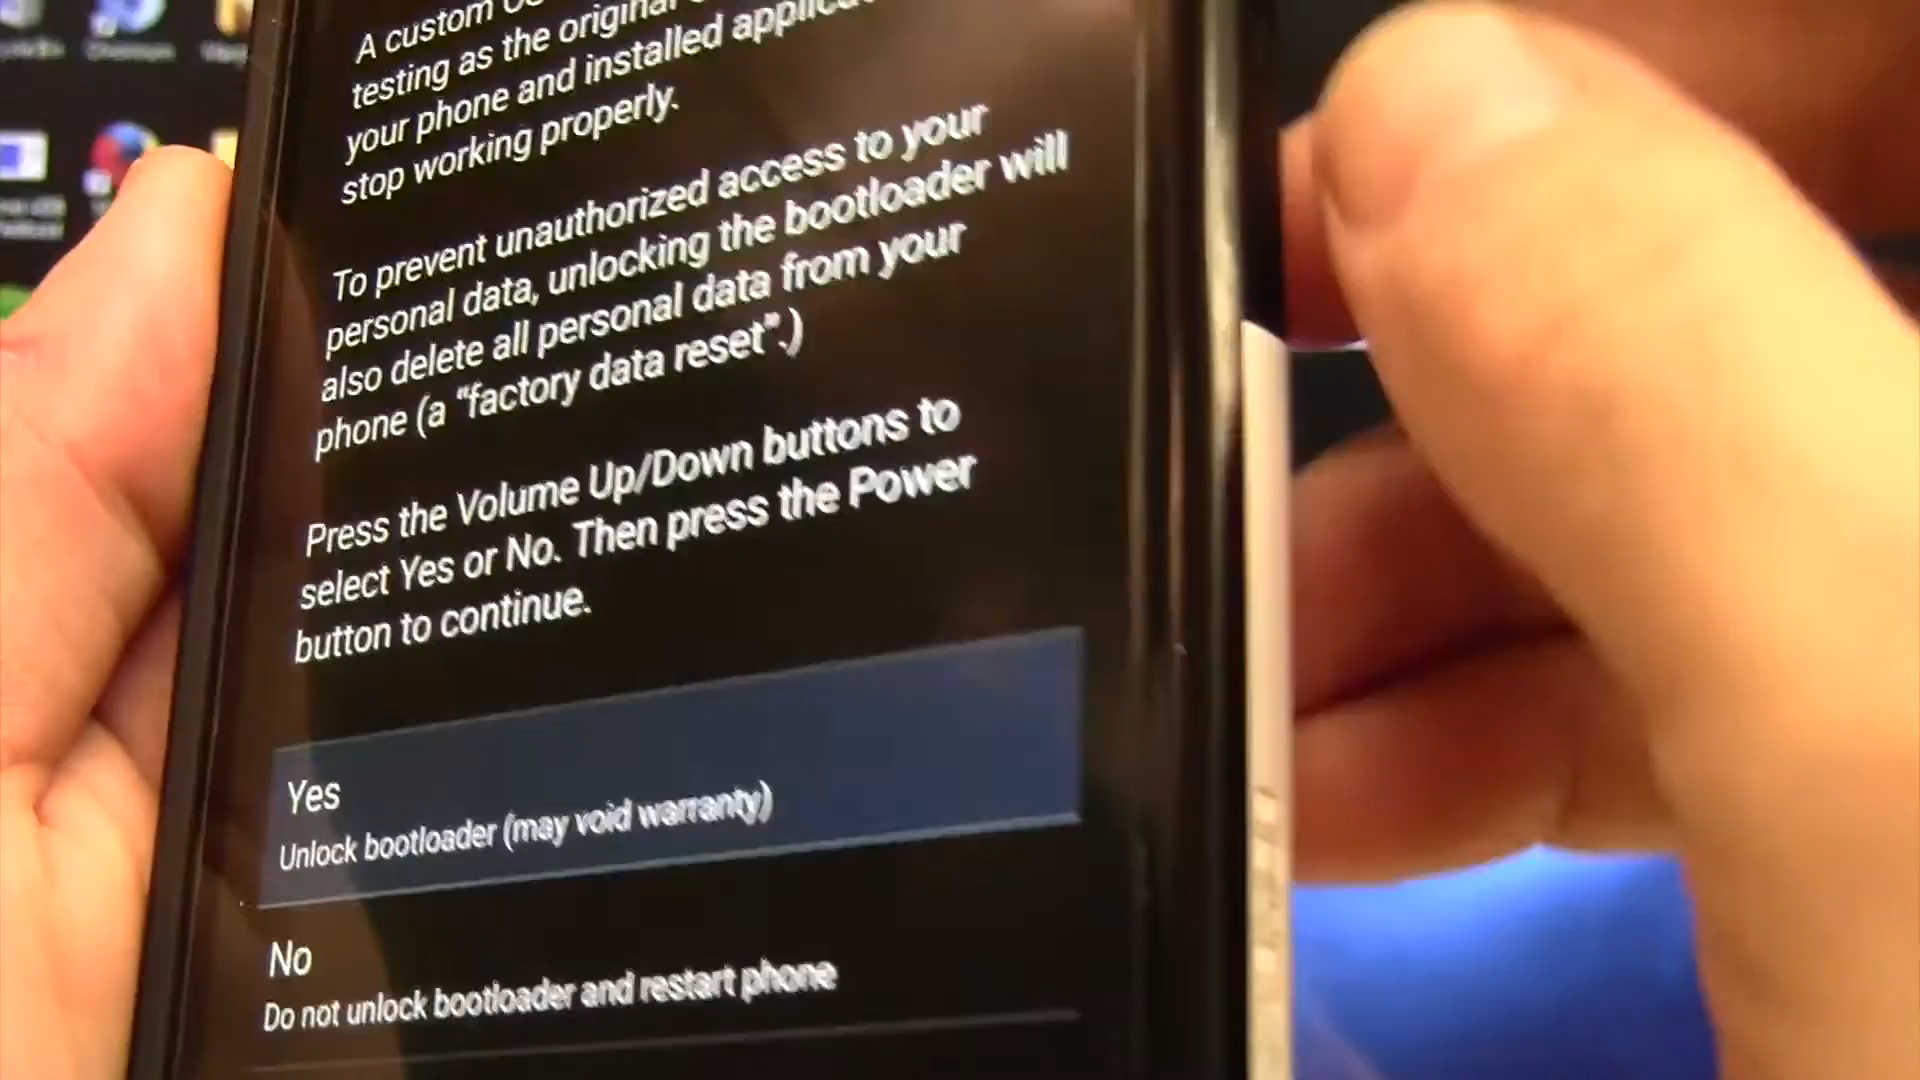 A custom
testing as the original
your phone and installed
stop working properly.
To prevent unauthorized access to your
personal data, unlocking the bootloader will
also delete all personal data from your
phone (a "factory data reset".)
Press the Volume Up/Down buttons to
select Yes or No. Then press the Power
button to continue.
Yes
Unlock bootloader (may void warranty)
No
Do not unlock bootloader and restart phone